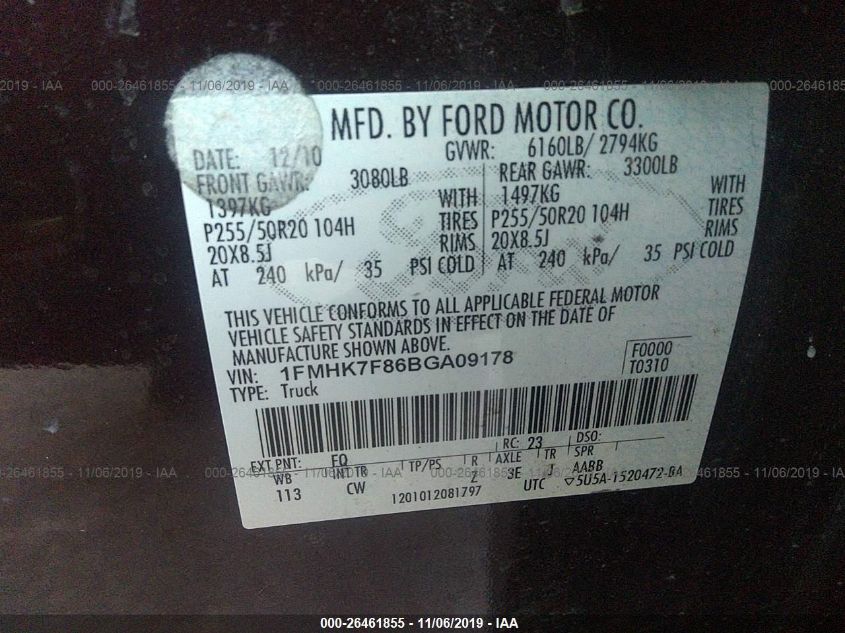 000-26461855 - 11/06/2019 - IAA
MFD. BY FORD MOTOR CO.
DATE: 12/10 GVWR: 6160LB/ 2794KG
FRONT GAWR: 3080LB REAR GAWR: 3300LB
1397KG WITH 1497KG WITH
P255/50R20 104H TIRES P255/50R20 104H TIRES
20X8.5J RIMS 20X8.5J RIMS
AT 240 kPa/ 35 PSI COLD AT 240 kPa/ 35 PSI COLD
THIS VEHICLE CONFORMS TO ALL APPLICABLE FEDERAL MOTOR
VEHICLE SAFETY STANDARDS IN EFFECT ON THE DATE OF
MANUFACTURE SHOWN ABOVE.
VIN: 1FMHK7F86BGA09178 F0000
TYPE: Truck T0310
EXT PNT: EQ RC: 23 DSO:
WB INT TR TP/PS R AXLE TR SPR
113 CW 2 3E J AABB
1201012081797 UTC ▽5U5A-1520472-BA
000-26461855 - 11/06/2019 - IAA